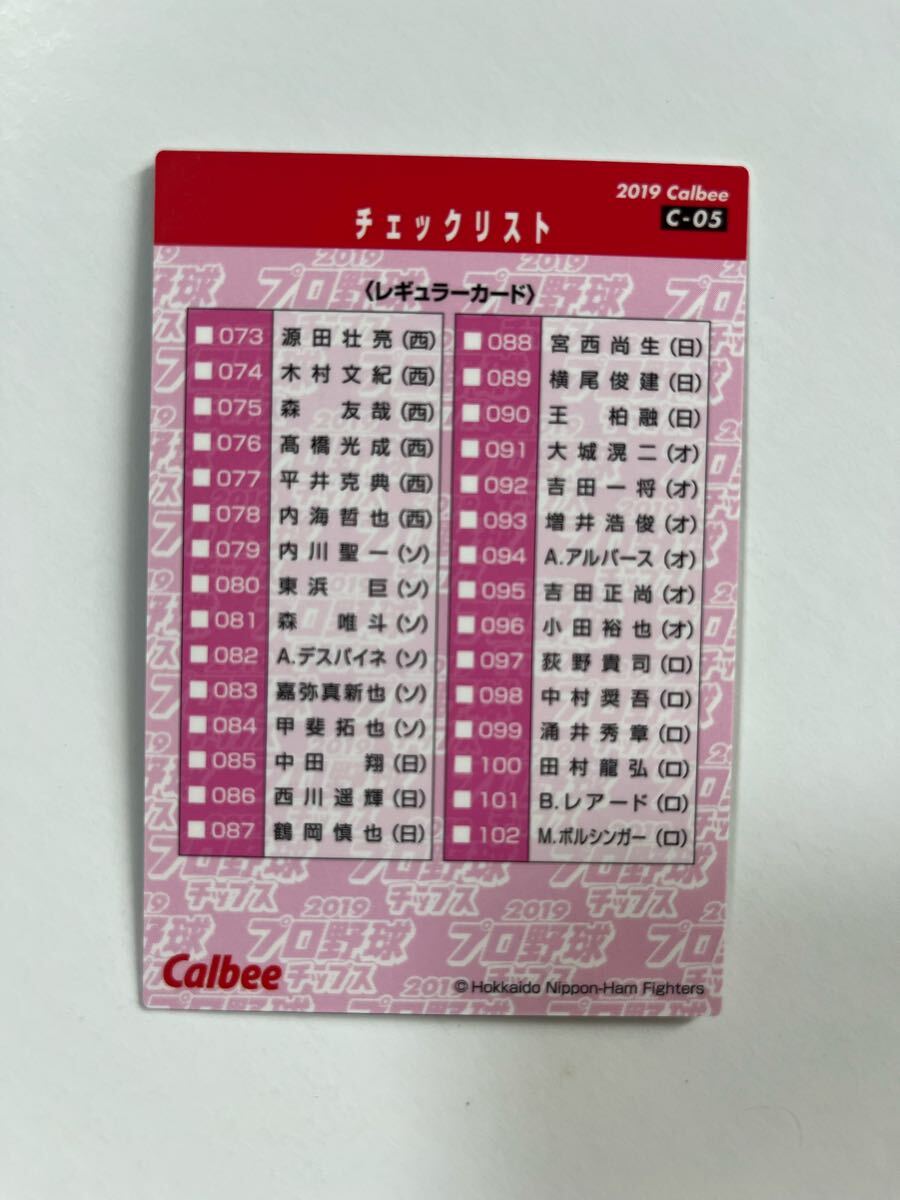 2019 Calbee
C-05
チェックリスト
〈レギュラーカード〉
073 源田壮亮(西)
074 木村文紀(西)
075 森 友哉(西)
076 髙橋光成(西)
077 平井克典(西)
078 内海哲也(西)
079 内川聖一(ソ)
080 東浜 巨(ソ)
081 森 唯斗(ソ)
082 A.デスパイネ(ソ)
083 嘉弥真新也(ソ)
084 甲斐拓也(ソ)
085 中田 翔(日)
086 西川遥輝(日)
087 鶴岡慎也(日)
088 宮西尚生(日)
089 横尾俊建(日)
090 王 柏融(日)
091 大城滉二(オ)
092 吉田一将(オ)
093 増井浩俊(オ)
094 A.アルバース(オ)
095 吉田正尚(オ)
096 小田裕也(オ)
097 荻野貴司(ロ)
098 中村奨吾(ロ)
099 涌井秀章(ロ)
100 田村龍弘(ロ)
101 B.レアード(ロ)
102 M.ボルシンガー(ロ)
2019
プロ野球
チップス
Calbee
© Hokkaido Nippon-Ham Fighters